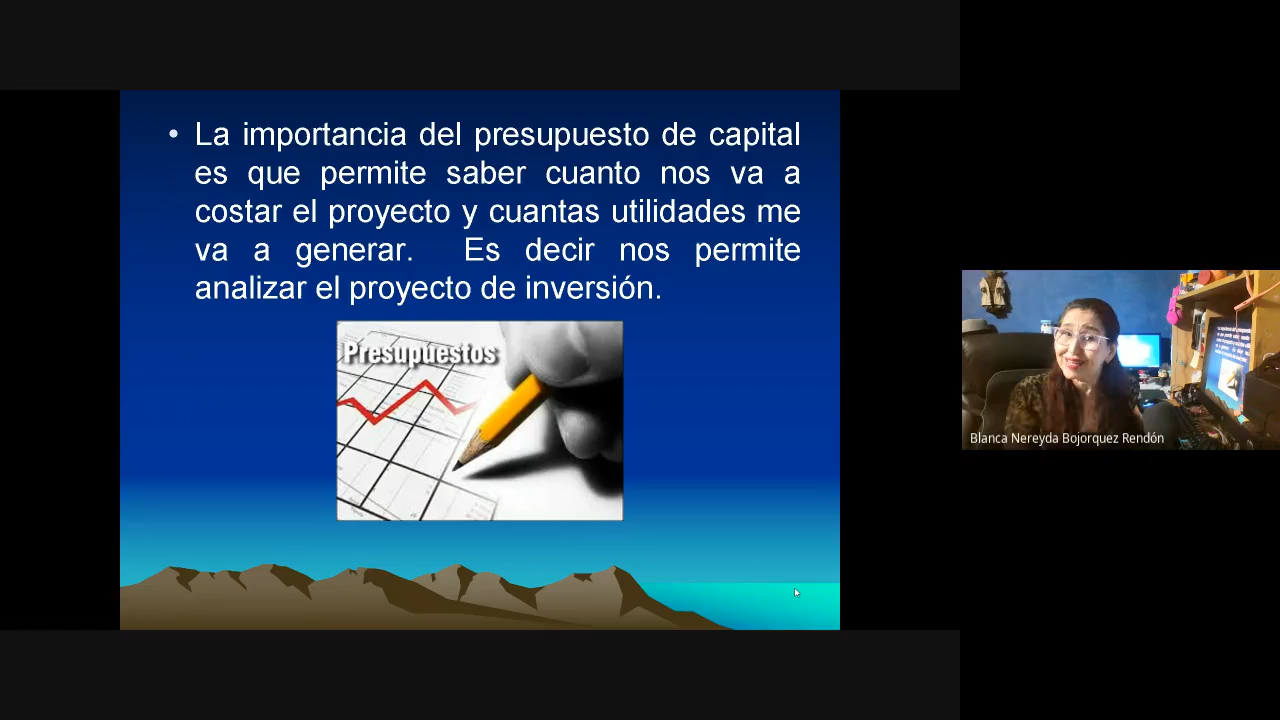 • La importancia del presupuesto de capital
es que permite saber cuanto nos va a
costar el proyecto y cuantas utilidades me
va a generar. Es decir nos permite
analizar el proyecto de inversión.
Presupuestos
Blanca Nereyda Bojorquez Rendón